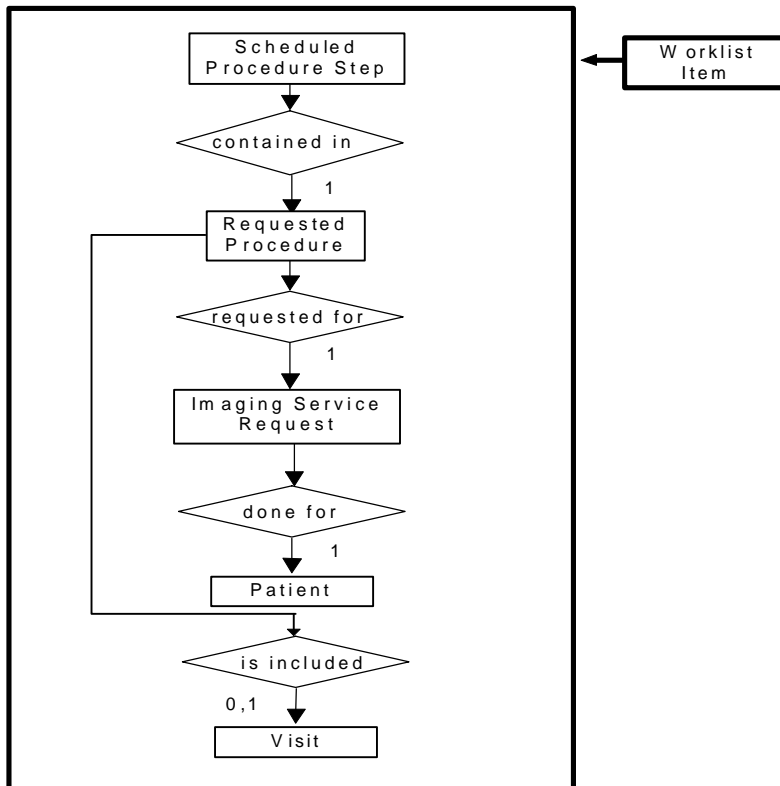 Scheduled
Procedure Step
Worklist
Item
contained in
1
Requested
Procedure
requested for
1
Imaging Service
Request
done for
1
Patient
is included
0,1
Visit